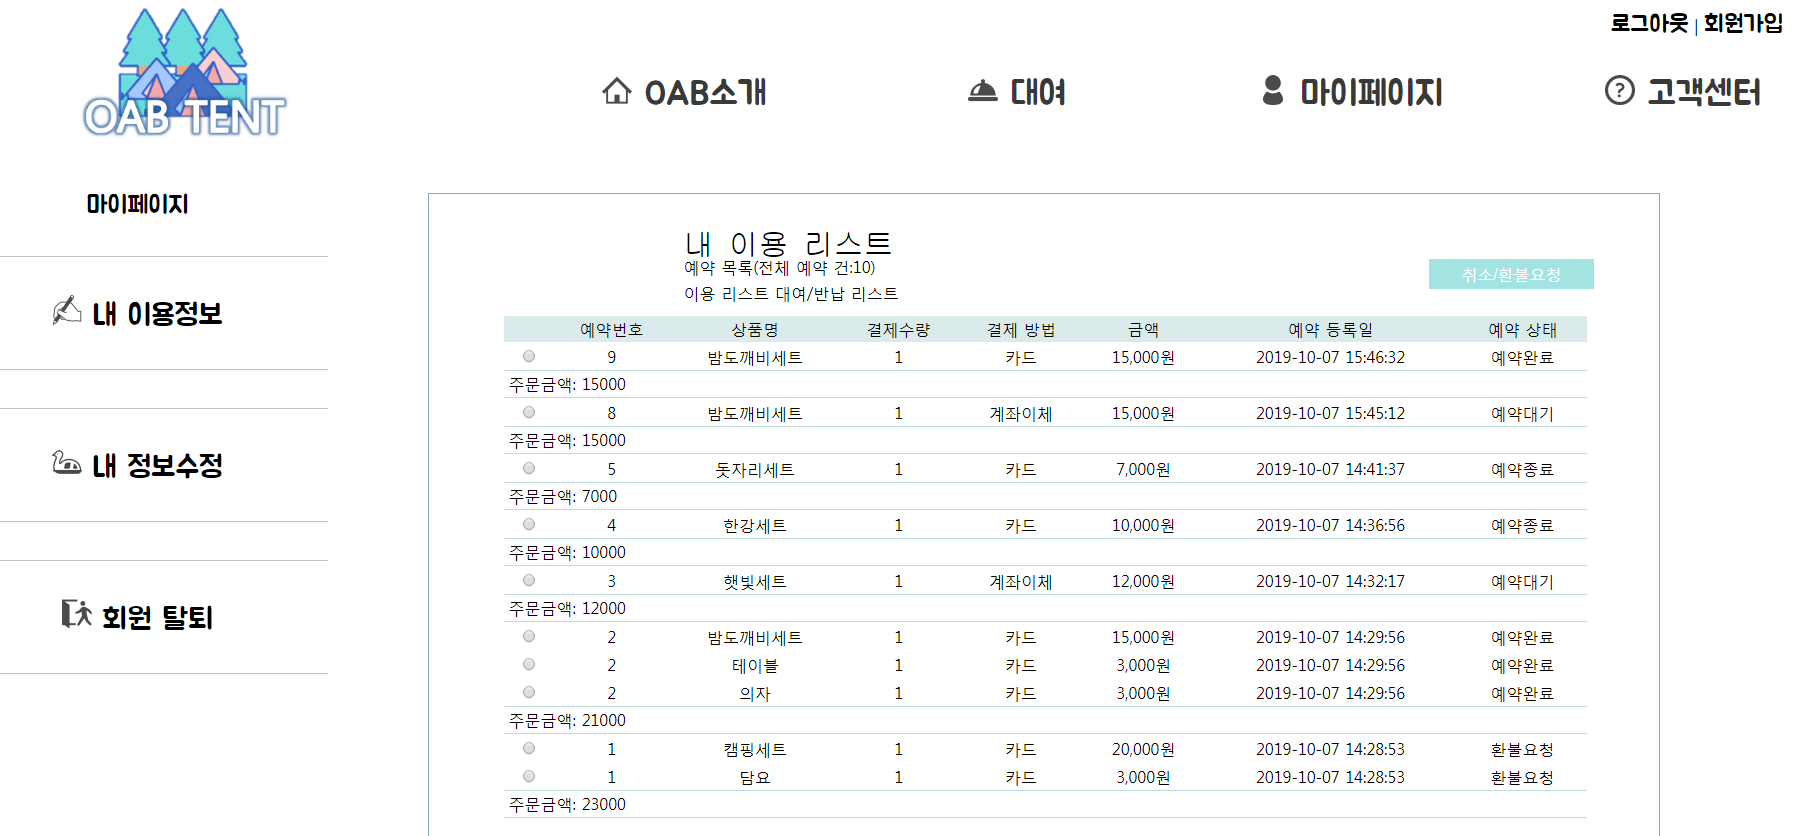 로그아웃 | 회원가입
OAB TENT
OAB소개 대여 마이페이지 고객센터
마이페이지
내 이용정보
내 정보수정
회원 탈퇴
내 이용 리스트
예약 목록(전체 예약 건:10)
취소/환불요청
이용 리스트 대여/반납 리스트
예약번호 상품명 결제수량 결제 방법 금액 예약 등록일 예약 상태
9 밤도깨비세트 1 카드 15,000원 2019-10-07 15:46:32 예약완료
주문금액: 15000
8 밤도깨비세트 1 계좌이체 15,000원 2019-10-07 15:45:12 예약대기
주문금액: 15000
5 돗자리세트 1 카드 7,000원 2019-10-07 14:41:37 예약종료
주문금액: 7000
4 한강세트 1 카드 10,000원 2019-10-07 14:36:56 예약종료
주문금액: 10000
3 햇빛세트 1 계좌이체 12,000원 2019-10-07 14:32:17 예약대기
주문금액: 12000
2 밤도깨비세트 1 카드 15,000원 2019-10-07 14:29:56 예약완료
2 테이블 1 카드 3,000원 2019-10-07 14:29:56 예약완료
2 의자 1 카드 3,000원 2019-10-07 14:29:56 예약완료
주문금액: 21000
1 캠핑세트 1 카드 20,000원 2019-10-07 14:28:53 환불요청
1 담요 1 카드 3,000원 2019-10-07 14:28:53 환불요청
주문금액: 23000